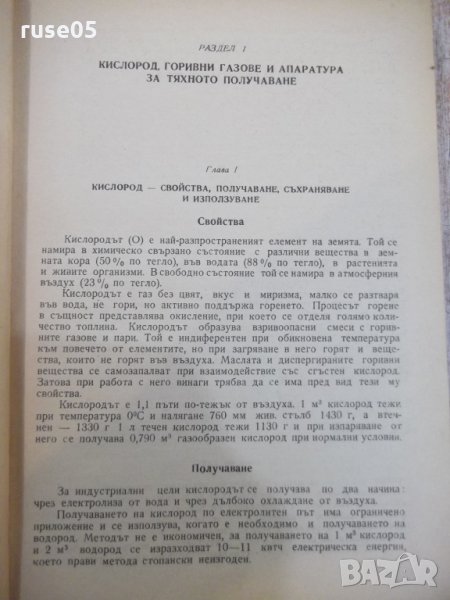 ruse05
РАЗДЕЛ I
КИСЛОРОД, ГОРИВНИ ГАЗОВЕ И АПАРАТУРА
ЗА ТЯХНОТО ПОЛУЧАВАНЕ
Глава I
КИСЛОРОД — СВОЙСТВА, ПОЛУЧАВАНЕ, СЪХРАНЯВАНЕ
И ИЗПОЛЗУВАНЕ
Свойства
Кислородът (О) е най-разпространеният елемент на земята. Той се
намира в химическо свързано състояние с различни вещества в зем-
ната кора (50% по тегло), във водата (88% по тегло), в растенията
и живите организми. В свободно състояние той се намира в атмосферния
въздух (23% по тегло).
Кислородът е газ без цвят, вкус и миризма, малко се разтваря
във вода, не гори, но активно поддържа горенето. Процесът горене
в същност представлява окисление, при което се отделя голямо коли-
чество топлина. Кислородът образува взривоопасни смеси с горив-
ните газове и пари. Той е индиферентен при обикновена температура
към повечето от елементите, но при загряване в него горят и веще-
ства, които не горят във въздуха. Маслата и диспергираните горивни
вещества се самозапалват при взаимодействие със сгъстен кислород.
Затова при работа с него винаги трябва да се има пред вид тези му
свойства.
Кислородът е 1,1 пъти по-тежък от въздуха. 1 м³ кислород тежи
при температура 0°С и налягане 760 мм жив. стълб 1430 г, а втеч-
нен — 1330 г 1 л течен кислород тежи 1130 г и при изпаряване от
него се получава 0,790 м³ газообразен кислород при нормални условия.
Получаване
За индустриални цели кислородът се получава по два начина:
чрез електролиза от вода и чрез дълбоко охлаждане от въздуха.
Получаването на кислород по електролитен път има ограничено
приложение и се използува, когато е необходимо и получаването на
водород. Методът не е икономичен, за получаването на 1 м³ кислород
и 2 м³ водород се изразходват 10—11 квтч електрическа енергия,
което прави метода стопански неизгоден.
BAZAR